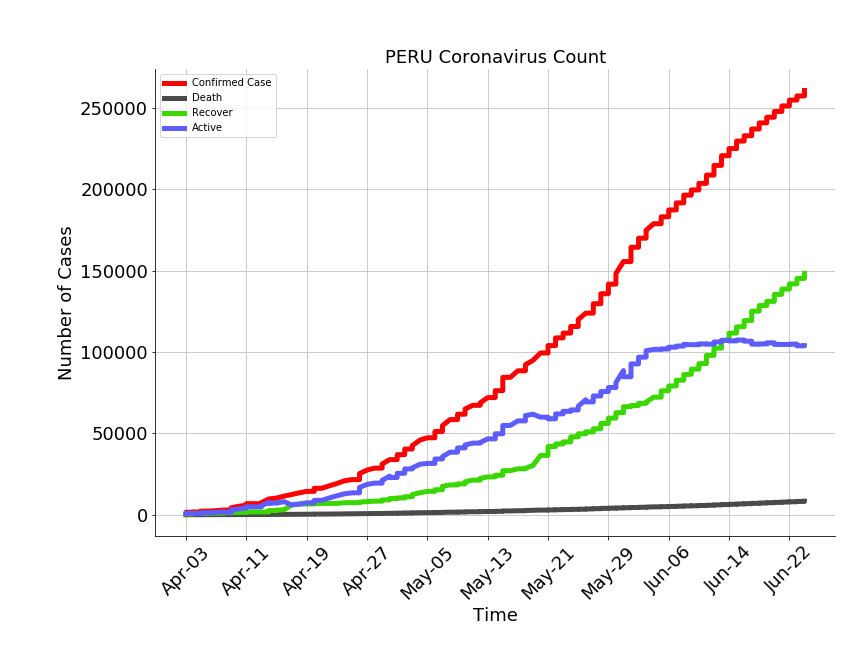 PERU Coronavirus Count
Confirmed Case
Death
Recover
Active
Number of Cases
250000
200000
150000
100000
50000
0
Apr-03
Apr-11
Apr-19
Apr-27
May-05
May-13
May-21
May-29
Jun-06
Jun-14
Jun-22
Time